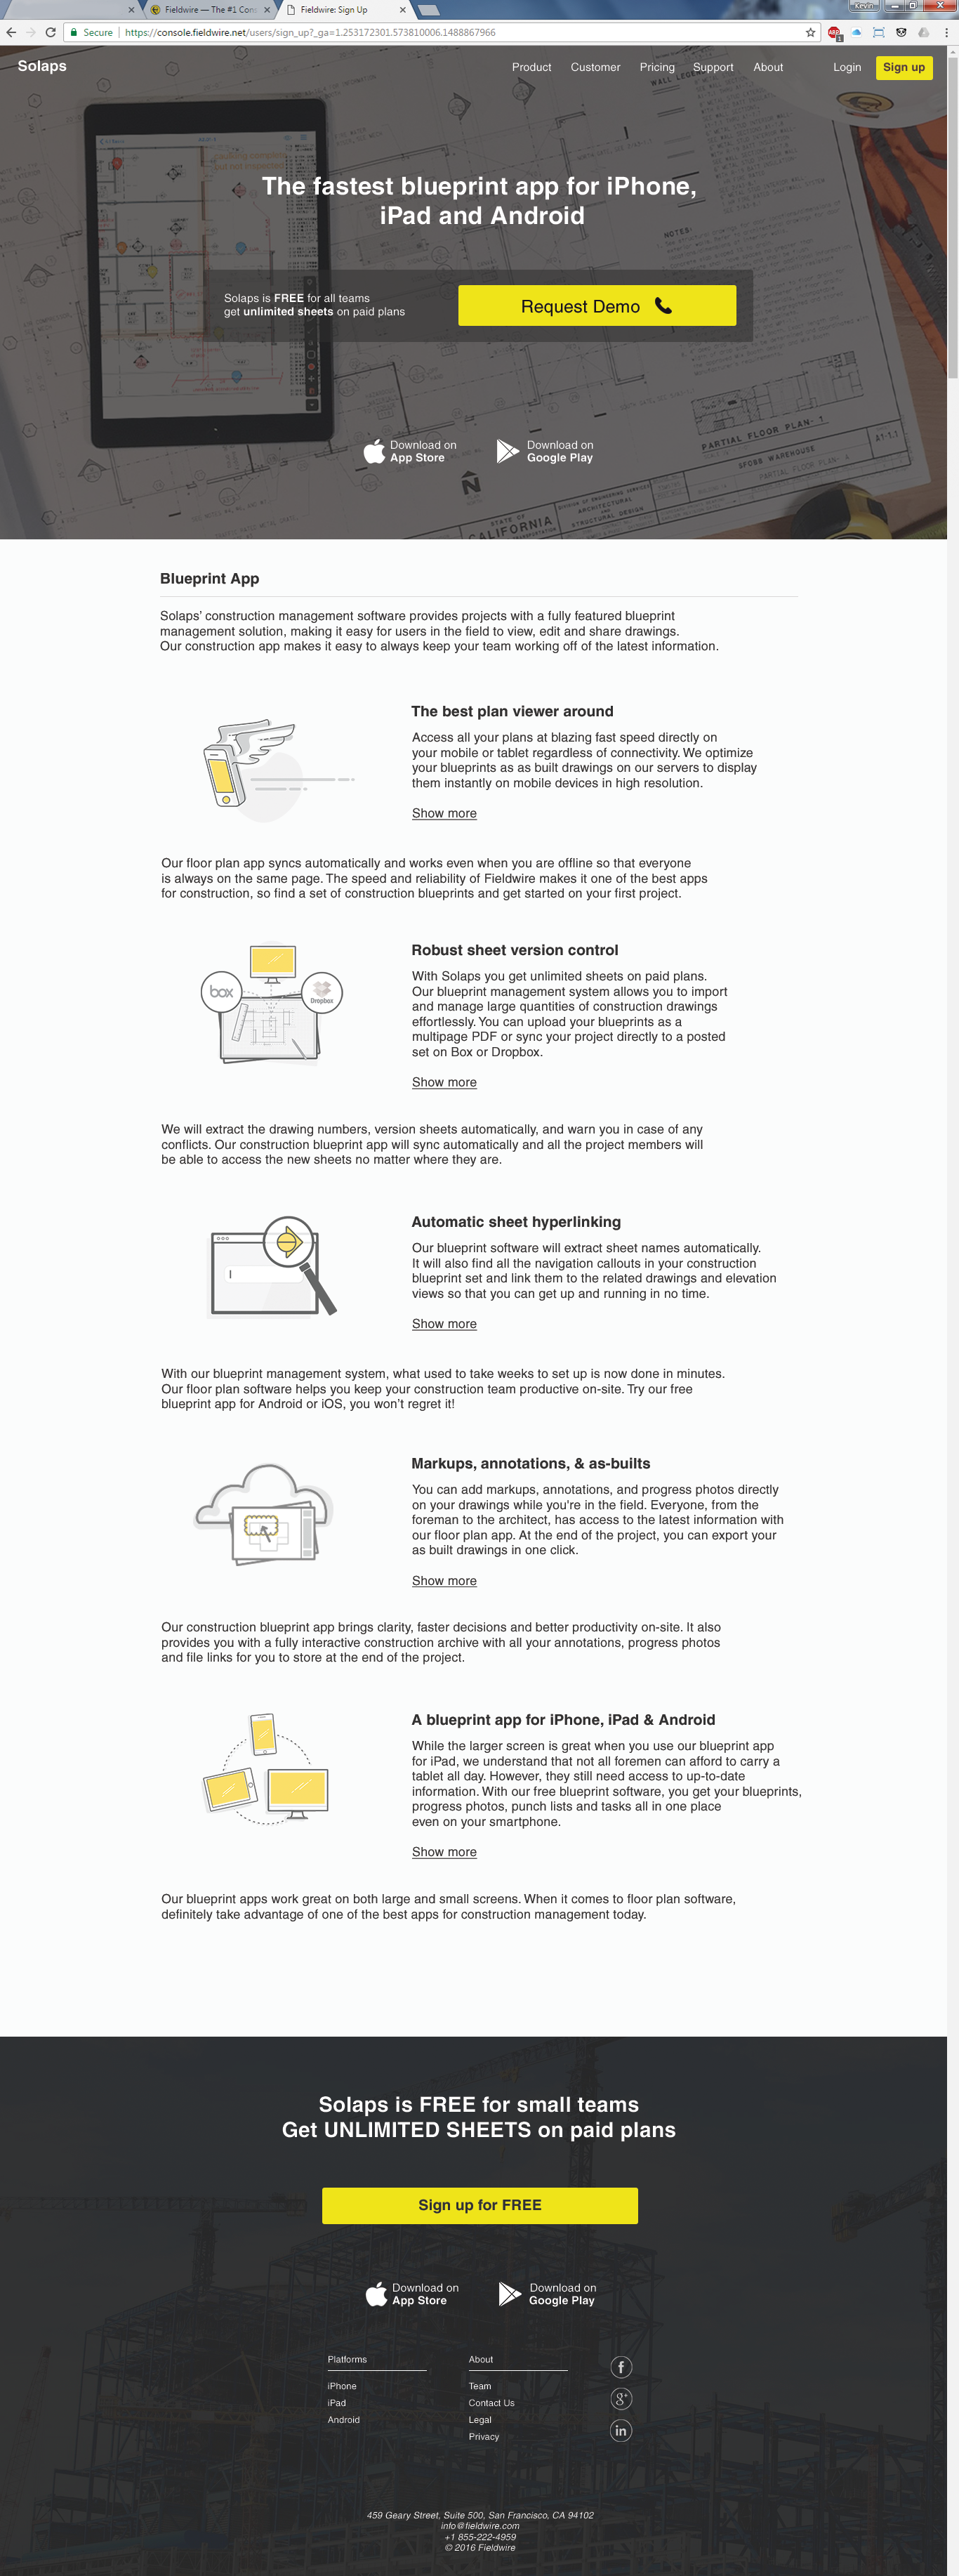 Fieldwire — The #1 Cons
Fieldwire: Sign Up
Kevin
Secure
https://console.fieldwire.net/users/sign_up?_ga=1.253172301.573810006.1488867966
Solaps
Product Customer Pricing Support About Login Sign up
WALL LEGEND
NOTES:
The fastest blueprint app for iPhone,
iPad and Android
Solaps is FREE for all teams
get unlimited sheets on paid plans
Request Demo
Download on
App Store
Download on
Google Play
PARTIAL FLOOR PLAN- 1
A1-1.1
SFOBB WAREHOUSE
PARTIAL FLOOR PLAN-
STATE OF
CALIFORNIA
DIVISION OF ENGINEERING SERVICES
ARCHITECTURAL
AND
STRUCTURAL DESIGN
Blueprint App
Solaps’ construction management software provides projects with a fully featured blueprint
management solution, making it easy for users in the field to view, edit and share drawings.
Our construction app makes it easy to always keep your team working off of the latest information.
The best plan viewer around
Access all your plans at blazing fast speed directly on
your mobile or tablet regardless of connectivity. We optimize
your blueprints as as built drawings on our servers to display
them instantly on mobile devices in high resolution.
Show more
Our floor plan app syncs automatically and works even when you are offline so that everyone
is always on the same page. The speed and reliability of Fieldwire makes it one of the best apps
for construction, so find a set of construction blueprints and get started on your first project.
box
Dropbox
Robust sheet version control
With Solaps you get unlimited sheets on paid plans.
Our blueprint management system allows you to import
and manage large quantities of construction drawings
effortlessly. You can upload your blueprints as a
multipage PDF or sync your project directly to a posted
set on Box or Dropbox.
Show more
We will extract the drawing numbers, version sheets automatically, and warn you in case of any
conflicts. Our construction blueprint app will sync automatically and all the project members will
be able to access the new sheets no matter where they are.
Automatic sheet hyperlinking
Our blueprint software will extract sheet names automatically.
It will also find all the navigation callouts in your construction
blueprint set and link them to the related drawings and elevation
views so that you can get up and running in no time.
Show more
With our blueprint management system, what used to take weeks to set up is now done in minutes.
Our floor plan software helps you keep your construction team productive on-site. Try our free
blueprint app for Android or iOS, you won’t regret it!
Markups, annotations, & as-builts
You can add markups, annotations, and progress photos directly
on your drawings while you're in the field. Everyone, from the
foreman to the architect, has access to the latest information with
our floor plan app. At the end of the project, you can export your
as built drawings in one click.
Show more
Our construction blueprint app brings clarity, faster decisions and better productivity on-site. It also
provides you with a fully interactive construction archive with all your annotations, progress photos
and file links for you to store at the end of the project.
A blueprint app for iPhone, iPad & Android
While the larger screen is great when you use our blueprint app
for iPad, we understand that not all foremen can afford to carry a
tablet all day. However, they still need access to up-to-date
information. With our free blueprint software, you get your blueprints,
progress photos, punch lists and tasks all in one place
even on your smartphone.
Show more
Our blueprint apps work great on both large and small screens. When it comes to floor plan software,
definitely take advantage of one of the best apps for construction management today.
Solaps is FREE for small teams
Get UNLIMITED SHEETS on paid plans
Sign up for FREE
Download on
App Store
Download on
Google Play
Platforms
iPhone
iPad
Android
About
Team
Contact Us
Legal
Privacy
f
g+
in
459 Geary Street, Suite 500, San Francisco, CA 94102
info@fieldwire.com
+1 855-222-4959
© 2016 Fieldwire